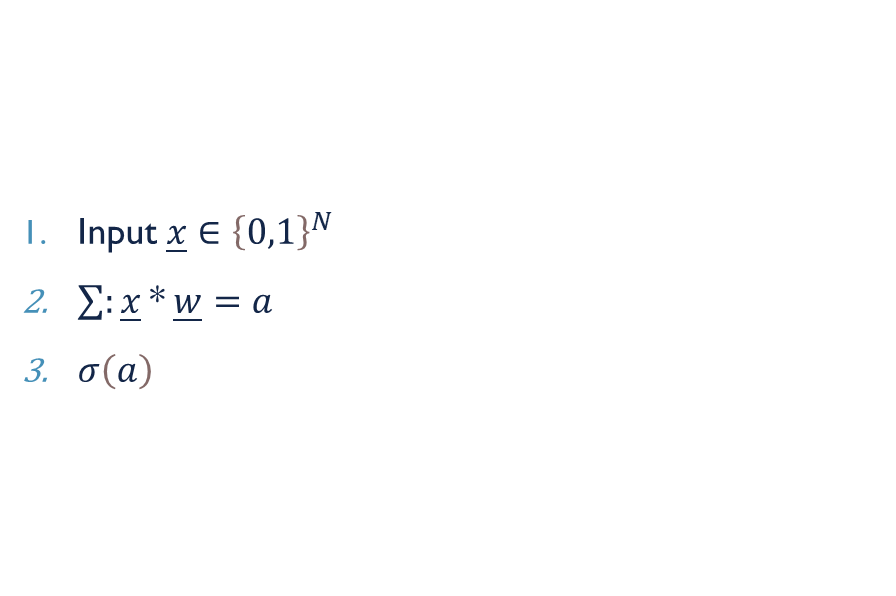 1. Input x ∈ {0,1}ᴺ
2. ∑: x * w = a
3. σ(a)